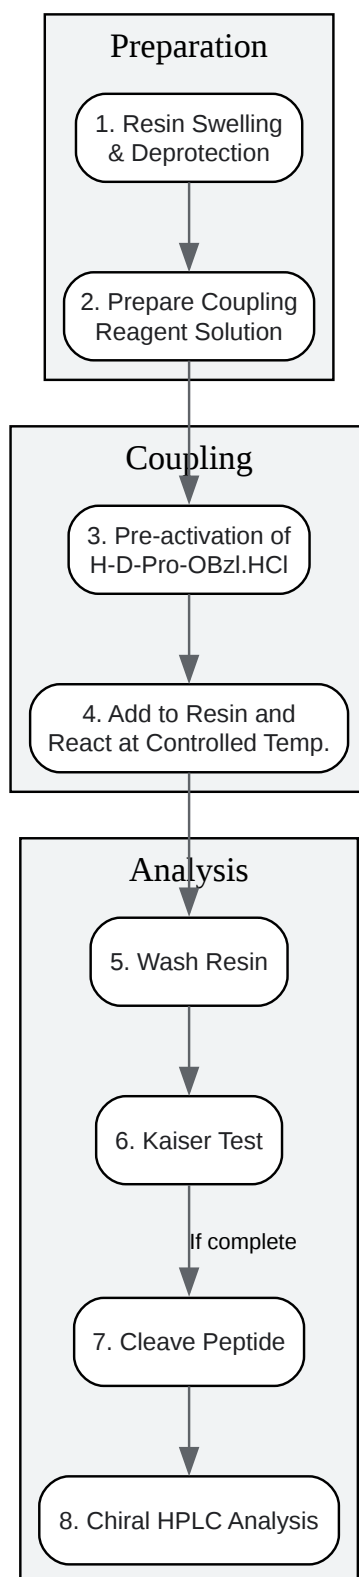 Preparation
1. Resin Swelling
& Deprotection
2. Prepare Coupling
Reagent Solution
Coupling
3. Pre-activation of
H-D-Pro-OBzl.HCl
4. Add to Resin and
React at Controlled Temp.
Analysis
5. Wash Resin
6. Kaiser Test
If complete
7. Cleave Peptide
8. Chiral HPLC Analysis